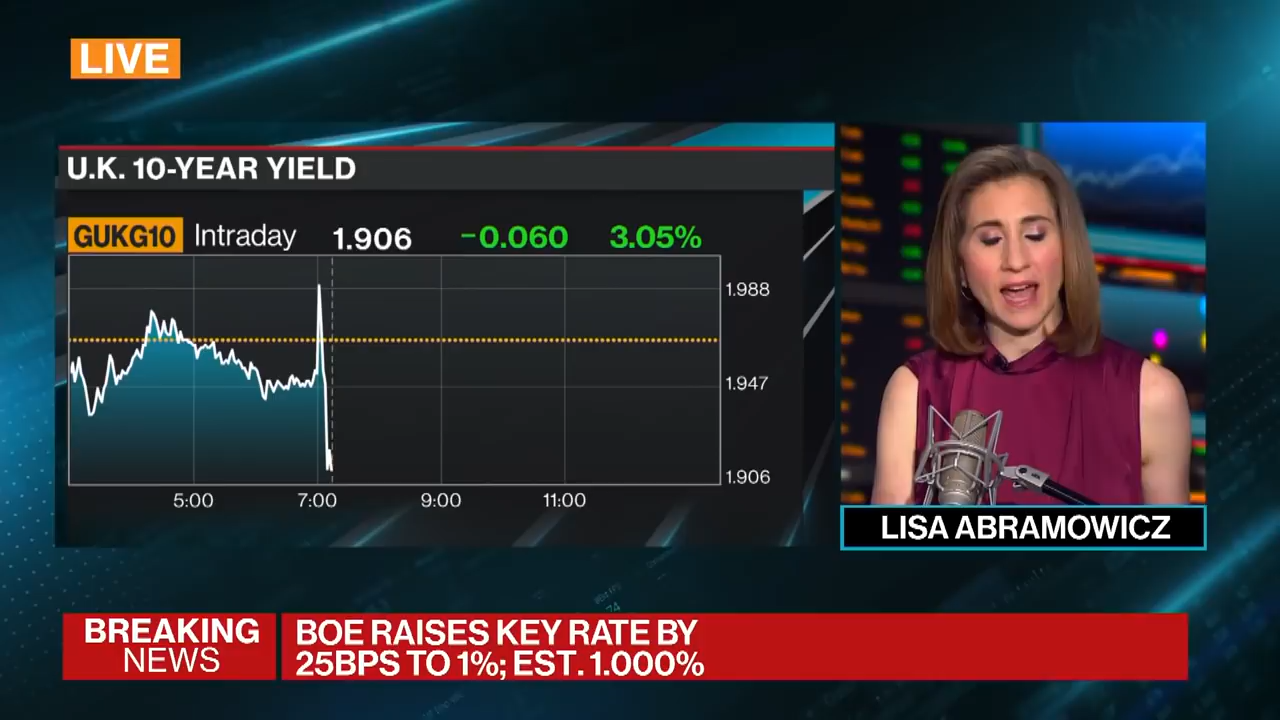 LIVE
U.K. 10-YEAR YIELD
GUKG10 Intraday 1.906 −0.060 3.05%
1.988
1.947
1.906
5:00 7:00 9:00 11:00
LISA ABRAMOWICZ
BREAKING
NEWS
BOE RAISES KEY RATE BY
25BPS TO 1%; EST. 1.000%